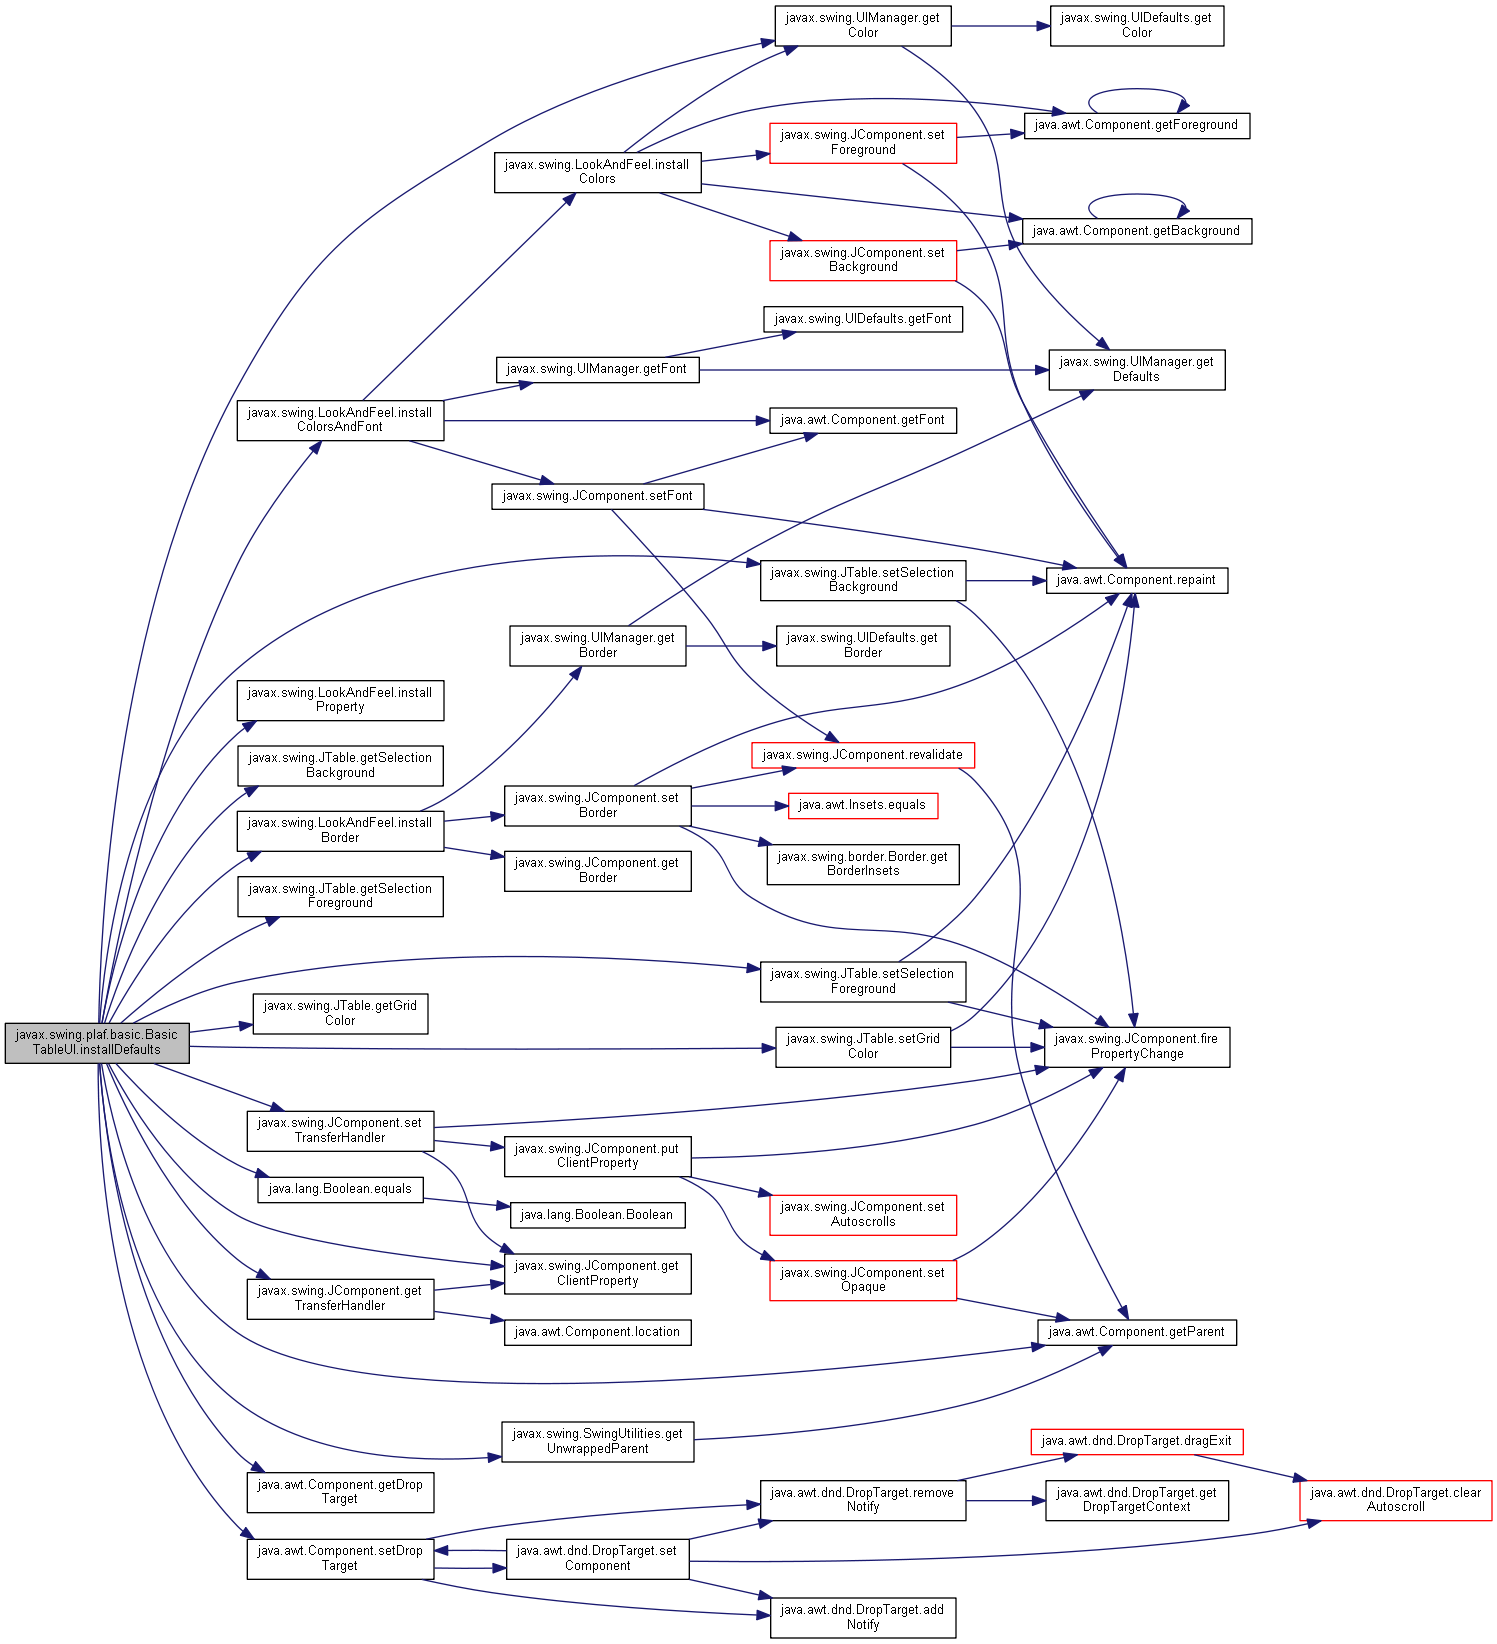 javax.swing.UIManager.get
Color
javax.swing.UIDefaults.get
Color
java.awt.Component.getForeground
javax.swing.JComponent.set
Foreground
javax.swing.LookAndFeel.install
Colors
java.awt.Component.getBackground
javax.swing.JComponent.set
Background
javax.swing.UIDefaults.getFont
javax.swing.UIManager.getFont
javax.swing.UIManager.get
Defaults
javax.swing.LookAndFeel.install
ColorsAndFont
java.awt.Component.getFont
javax.swing.JComponent.setFont
javax.swing.JTable.setSelection
Background
java.awt.Component.repaint
javax.swing.UIManager.get
Border
javax.swing.UIDefaults.get
Border
javax.swing.LookAndFeel.install
Property
javax.swing.JTable.getSelection
Background
javax.swing.JComponent.revalidate
javax.swing.JComponent.set
Border
java.awt.Insets.equals
javax.swing.LookAndFeel.install
Border
javax.swing.border.Border.get
BorderInsets
javax.swing.JComponent.get
Border
javax.swing.JTable.getSelection
Foreground
javax.swing.JTable.setSelection
Foreground
javax.swing.JTable.getGrid
Color
javax.swing.plaf.basic.Basic
TableUI.installDefaults
javax.swing.JTable.setGrid
Color
javax.swing.JComponent.fire
PropertyChange
javax.swing.JComponent.set
TransferHandler
javax.swing.JComponent.put
ClientProperty
java.lang.Boolean.equals
java.lang.Boolean.Boolean
javax.swing.JComponent.set
Autoscrolls
javax.swing.JComponent.get
ClientProperty
javax.swing.JComponent.set
Opaque
javax.swing.JComponent.get
TransferHandler
java.awt.Component.location
java.awt.Component.getParent
javax.swing.SwingUtilities.get
UnwrappedParent
java.awt.dnd.DropTarget.dragExit
java.awt.Component.getDrop
Target
java.awt.dnd.DropTarget.remove
Notify
java.awt.dnd.DropTarget.get
DropTargetContext
java.awt.dnd.DropTarget.clear
Autoscroll
java.awt.Component.setDrop
Target
java.awt.dnd.DropTarget.set
Component
java.awt.dnd.DropTarget.add
Notify